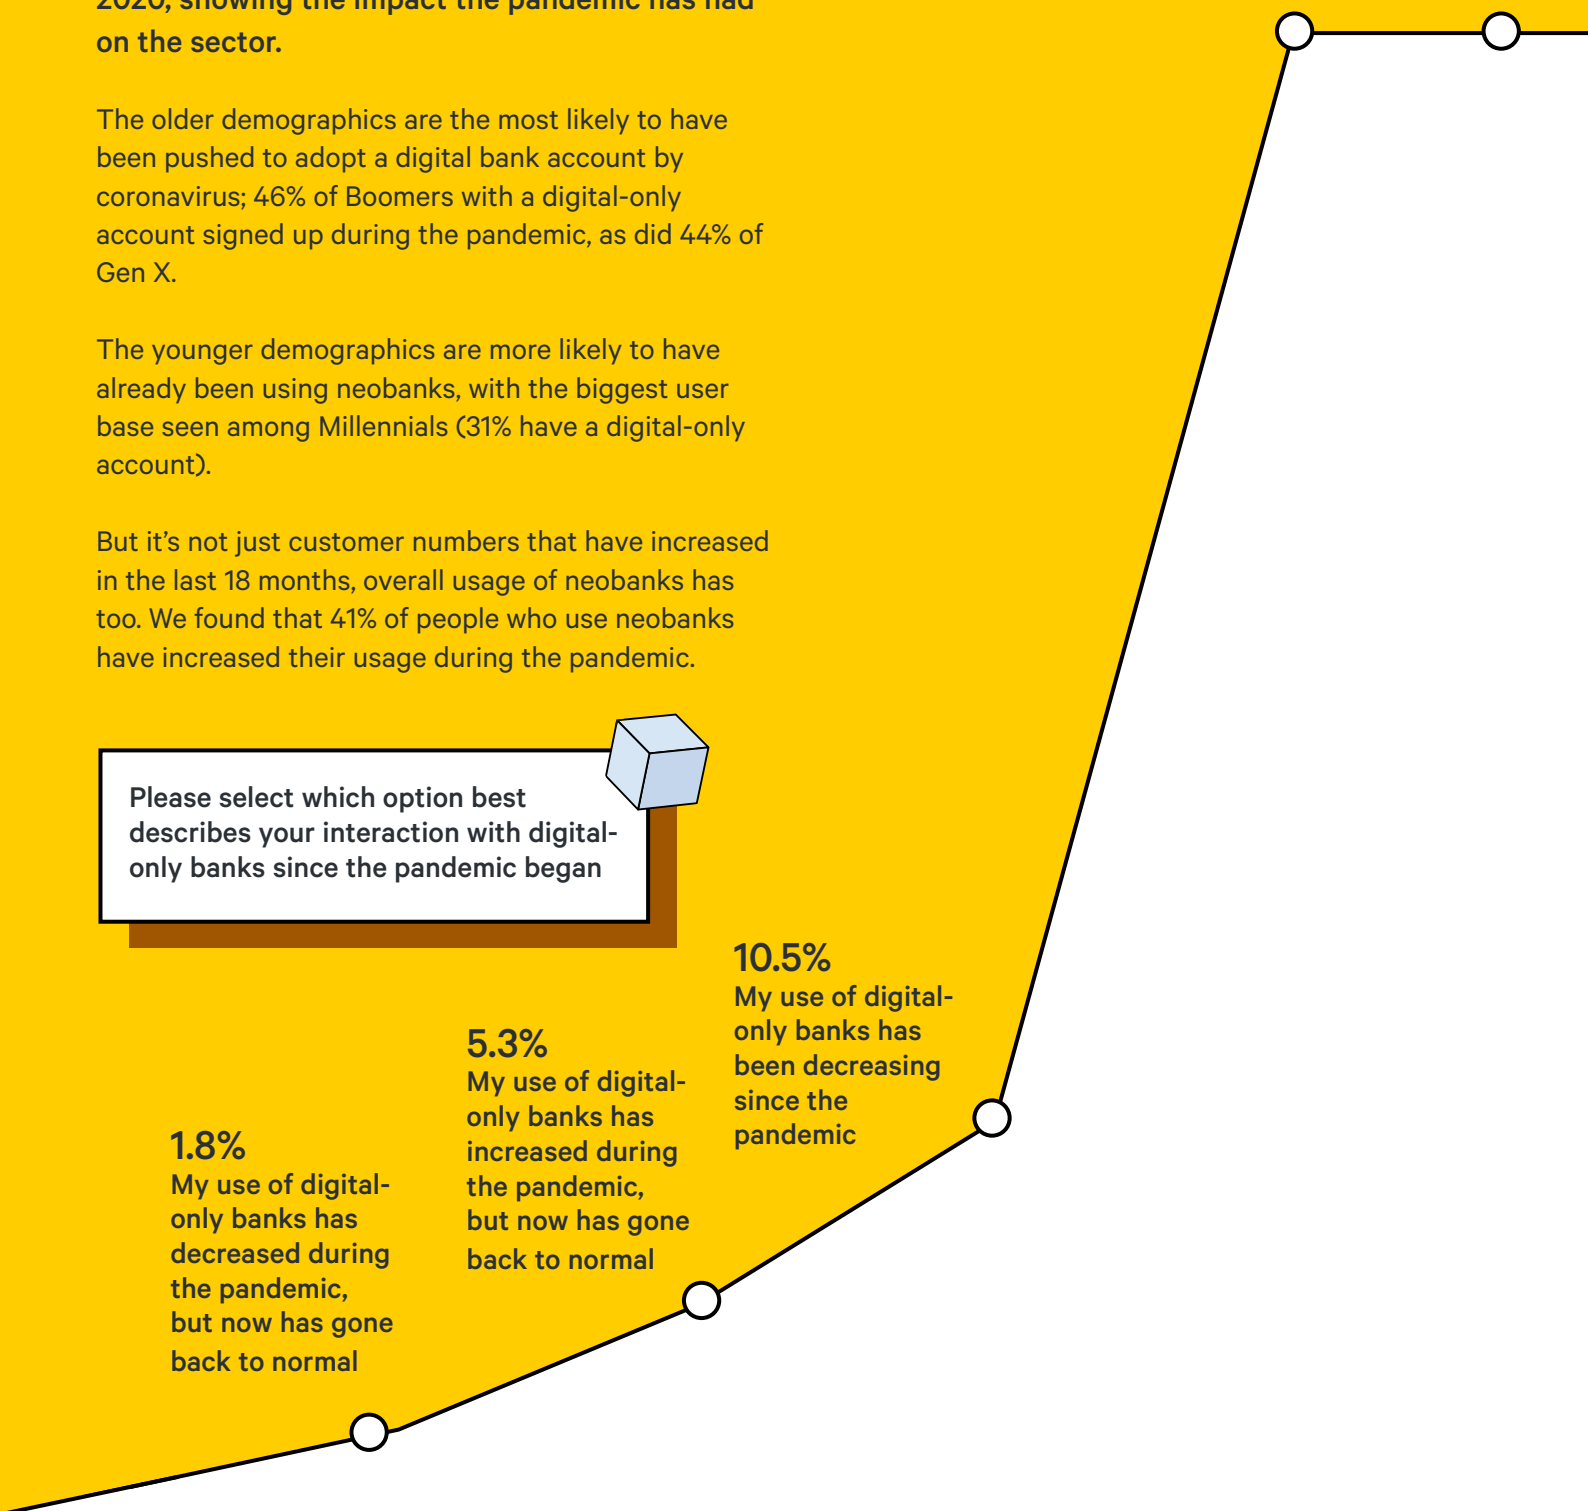 2020, showing the impact the pandemic has had
on the sector.
The older demographics are the most likely to have
been pushed to adopt a digital bank account by
coronavirus; 46% of Boomers with a digital-only
account signed up during the pandemic, as did 44% of
Gen X.
The younger demographics are more likely to have
already been using neobanks, with the biggest user
base seen among Millennials (31% have a digital-only
account).
But it’s not just customer numbers that have increased
in the last 18 months, overall usage of neobanks has
too. We found that 41% of people who use neobanks
have increased their usage during the pandemic.
Please select which option best
describes your interaction with digital-
only banks since the pandemic began
1.8%
My use of digital-
only banks has
decreased during
the pandemic,
but now has gone
back to normal
5.3%
My use of digital-
only banks has
increased during
the pandemic,
but now has gone
back to normal
10.5%
My use of digital-
only banks has
been decreasing
since the
pandemic